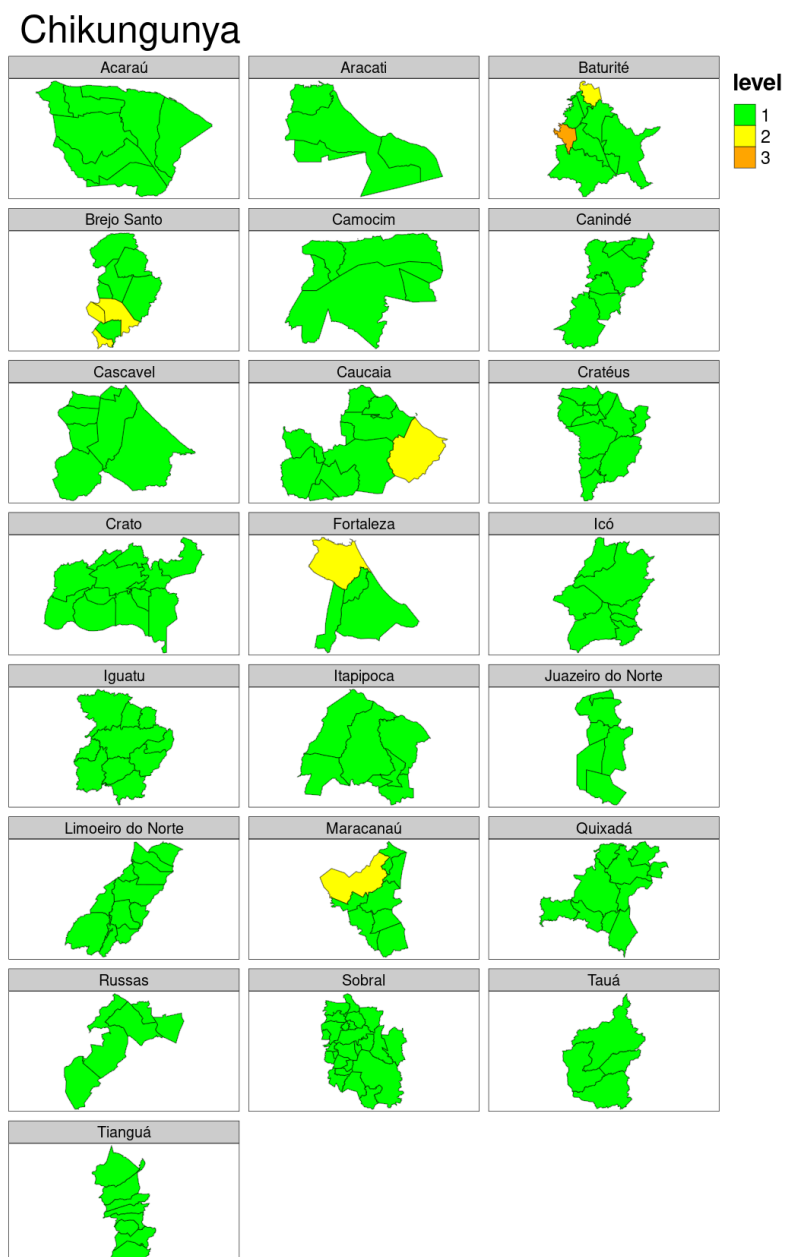 Chikungunya
Acaraú
Aracati
Baturité
level
1
2
3
Brejo Santo
Camocim
Canindé
Cascavel
Caucaia
Cratéus
Crato
Fortaleza
Icó
Iguatu
Itapipoca
Juazeiro do Norte
Limoeiro do Norte
Maracanaú
Quixadá
Russas
Sobral
Tauá
Tianguá